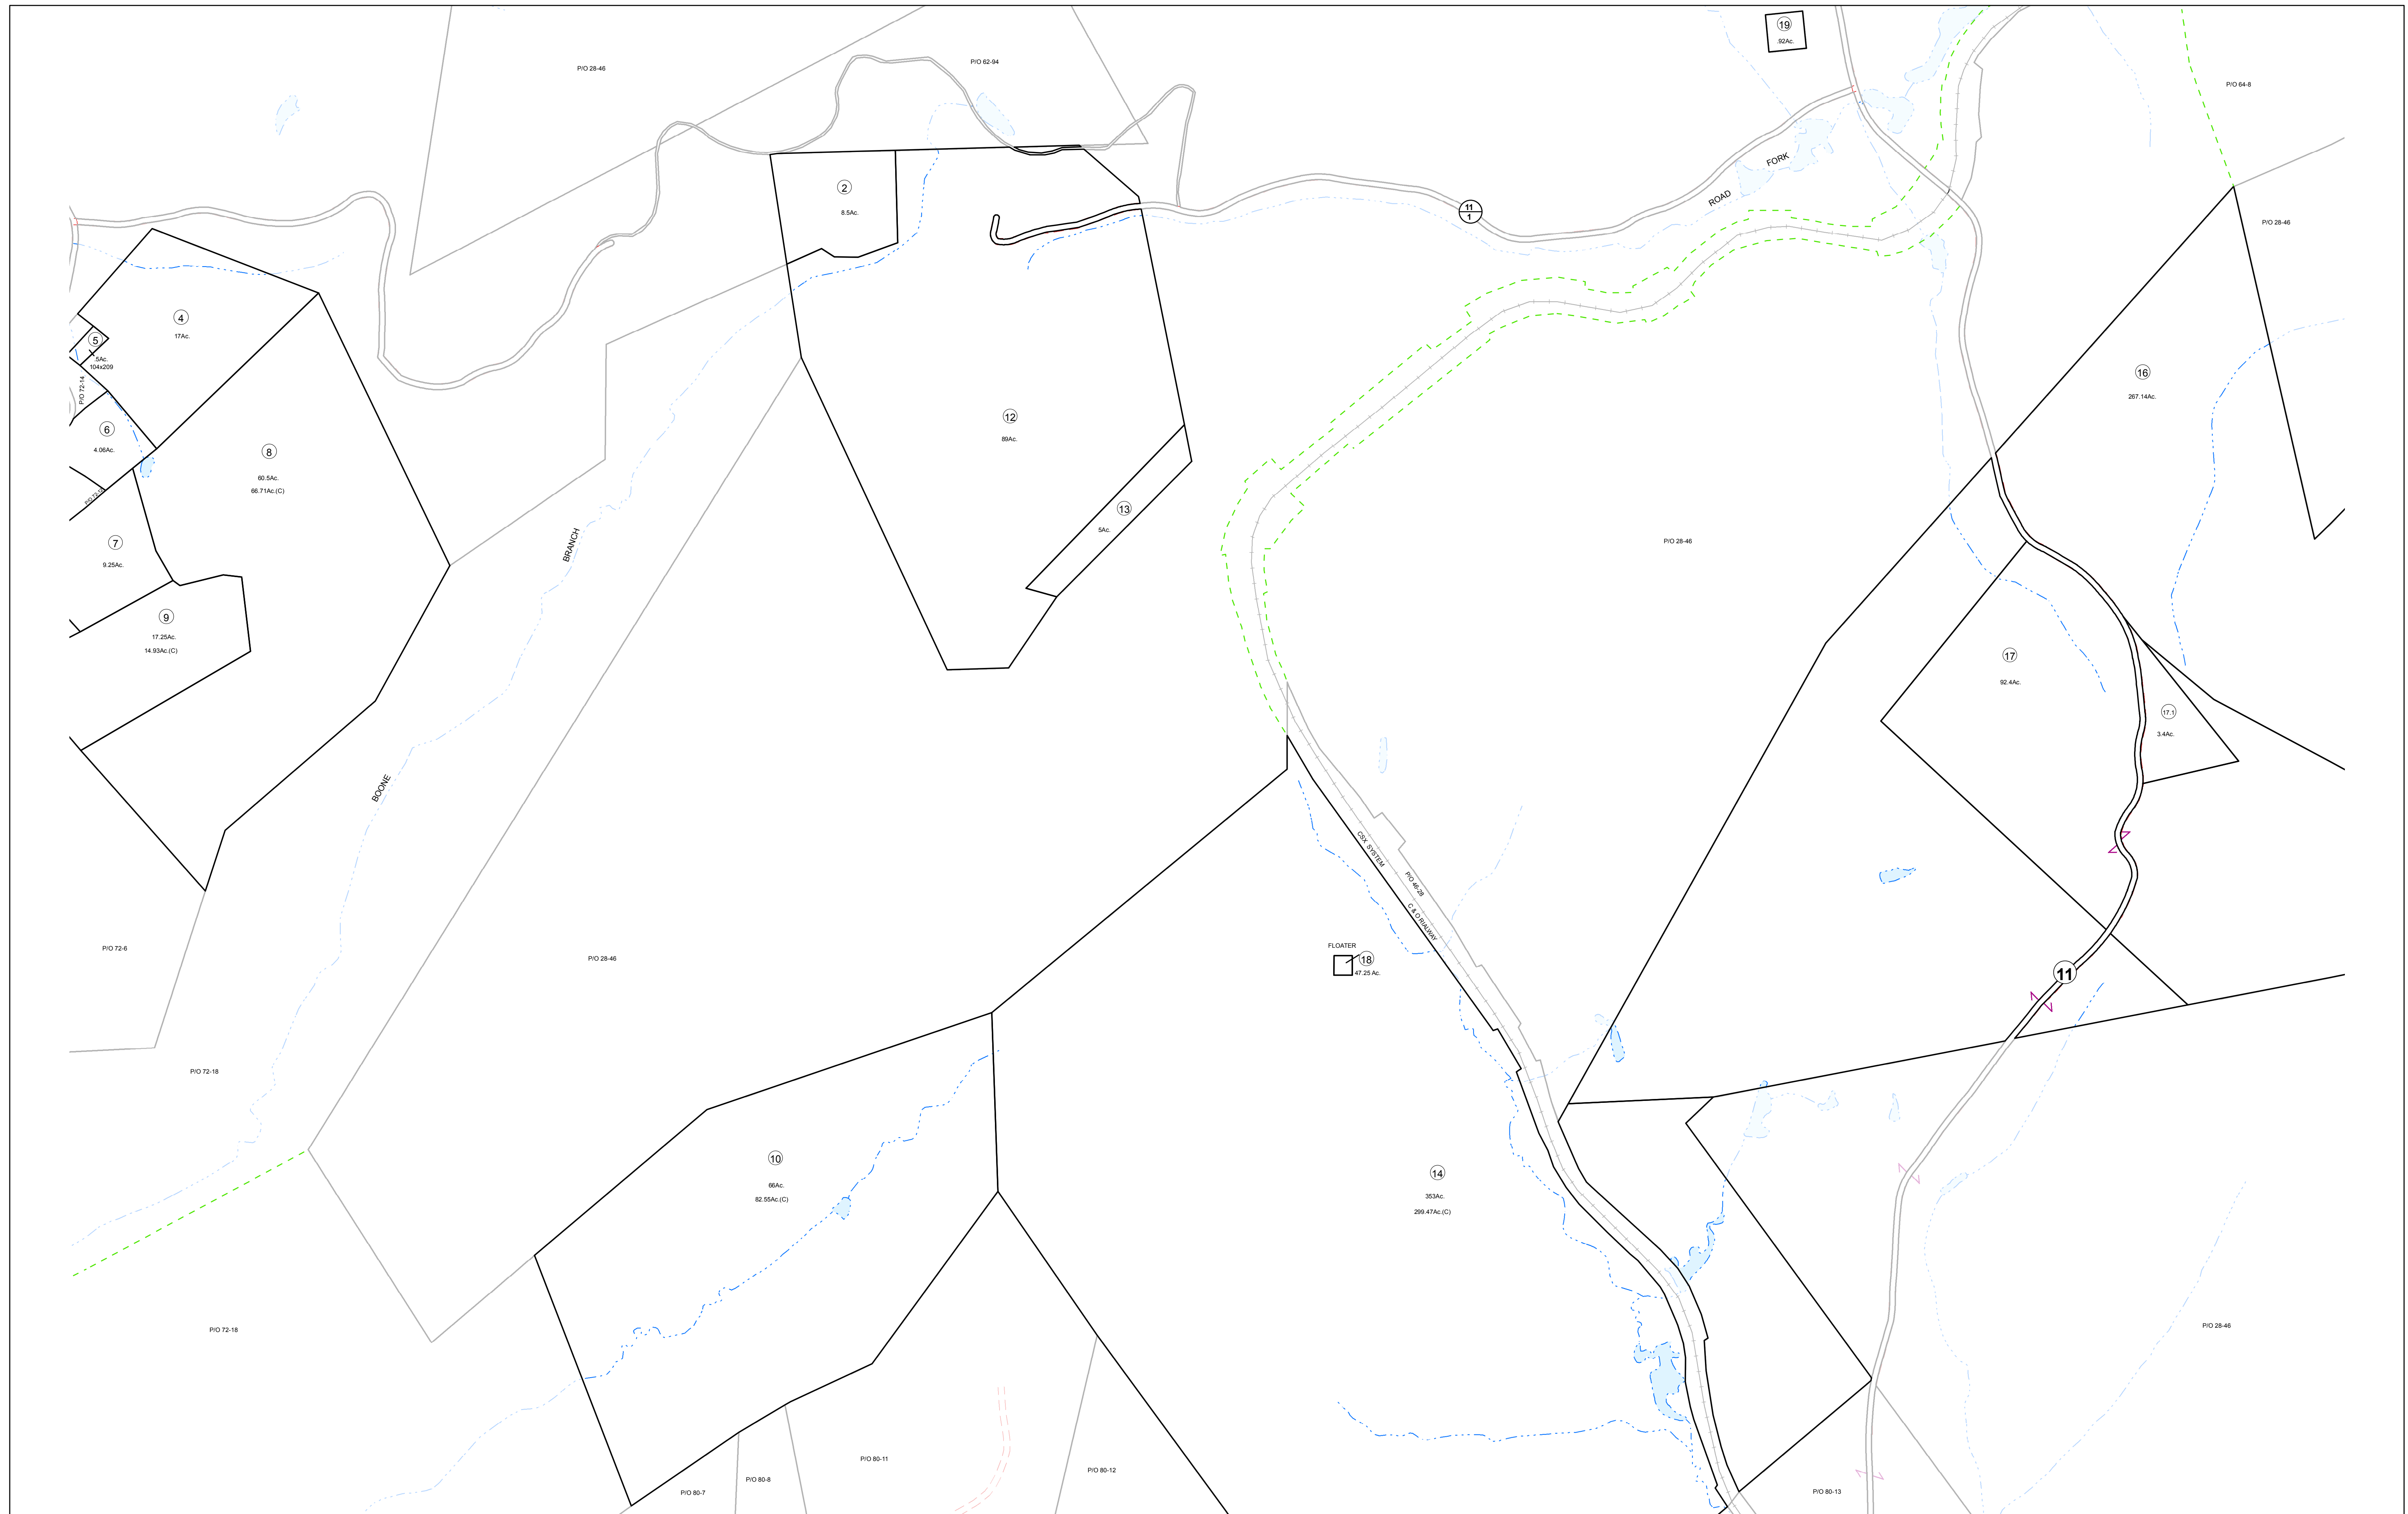 19
.92Ac.
P/O 28-46
P/O 62-94
P/O 64-8
FORK
ROAD
2
8.5Ac.
11
1
P/O 28-46
4
17Ac.
5
.5Ac.
104x209
P/O 72-14
16
267.14Ac.
12
89Ac.
6
4.06Ac.
8
60.5Ac.
66.71Ac.(C)
13
5Ac.
7
9.25Ac.
BRANCH
P/O 28-46
9
17.25Ac.
14.93Ac.(C)
17
92.4Ac.
17.1
3.4Ac.
BOONE
CSX SYSTEM
P/O 46-28
C & O RIALWAY
P/O 72-6
P/O 28-46
FLOATER
18
47.25 Ac.
11
P/O 72-18
10
66Ac.
82.55Ac.(C)
14
353Ac.
299.47Ac.(C)
P/O 72-18
P/O 28-46
P/O 80-11
P/O 80-12
P/O 80-8
P/O 80-7
P/O 80-13